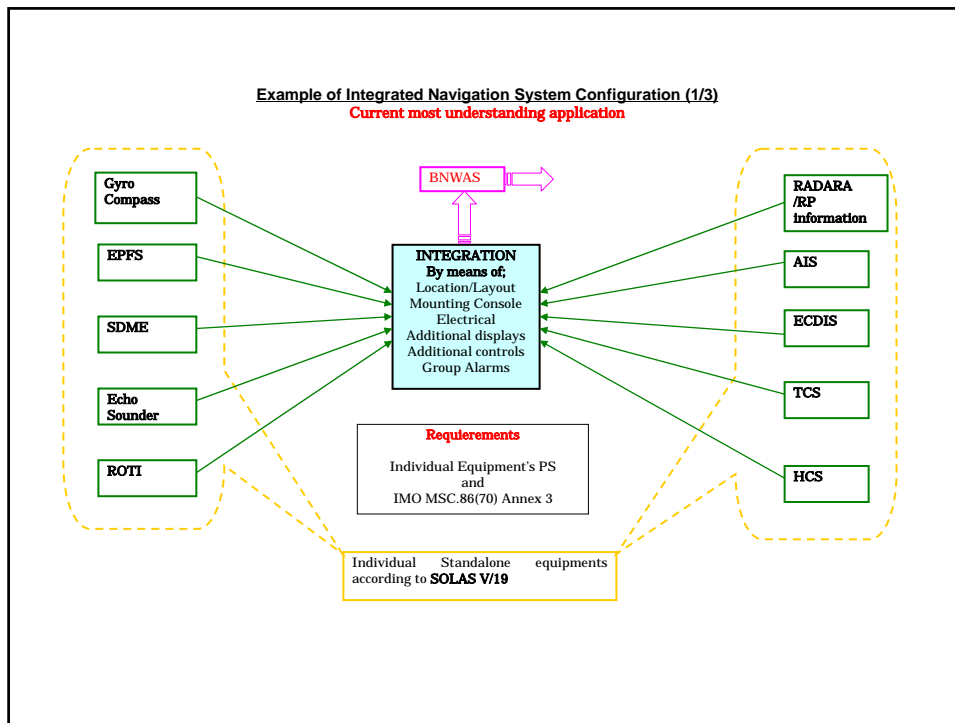 Example of Integrated Navigation System Configuration (1/3)
Current most understanding application
Gyro
Compass
EPFS
SDME
Echo
Sounder
ROTI
BNWAS
INTEGRATION
By means of;
Location/Layout
Mounting Console
Electrical
Additional displays
Additional controls
Group Alarms
Requierements
Individual Equipment's PS
and
IMO MSC.86(70) Annex 3
RADARA
/RP
information
AIS
ECDIS
TCS
HCS
Individual Standalone equipments
according to SOLAS V/19